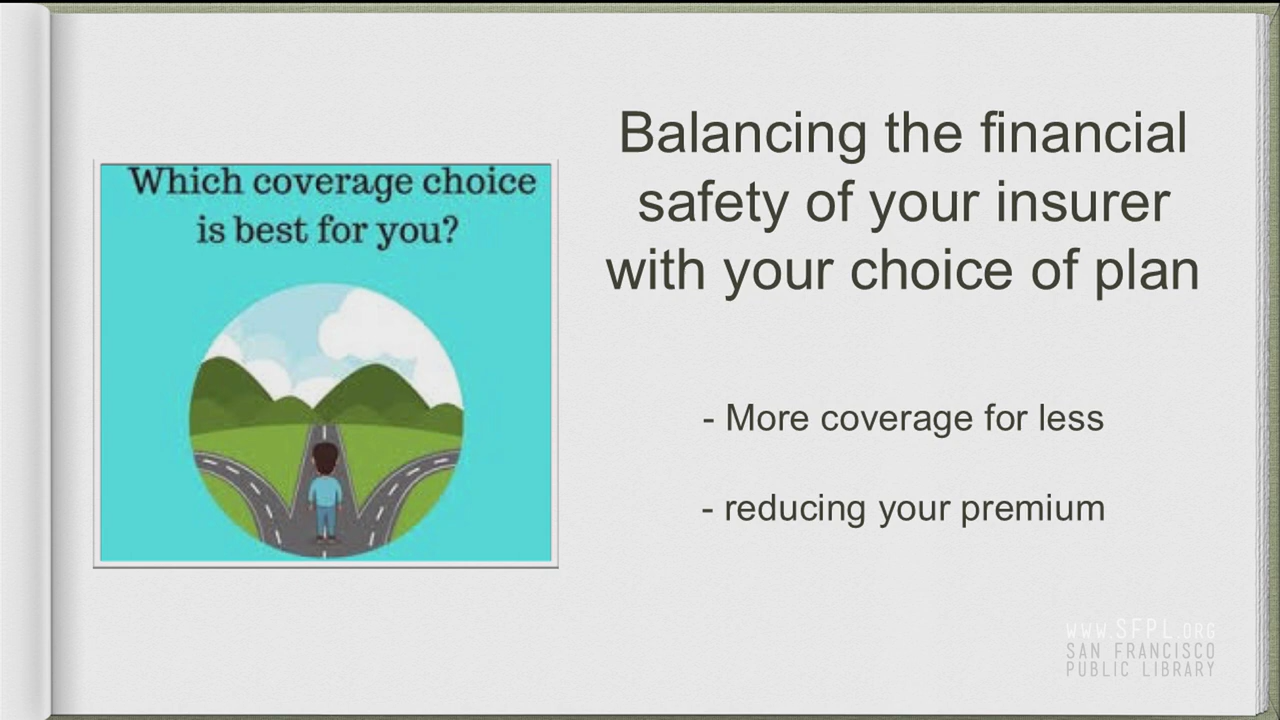 Which coverage choice
is best for you?
Balancing the financial
safety of your insurer
with your choice of plan
- More coverage for less
- reducing your premium
WWW.SFPL.ORG
SAN FRANCISCO
PUBLIC LIBRARY